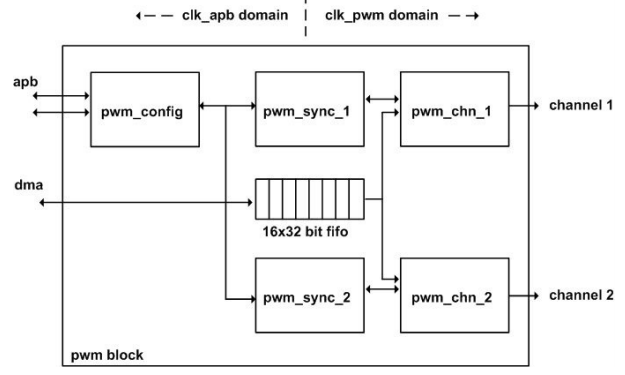 clk_apb domain
clk_pwm domain
apb
pwm_config
pwm_sync_1
pwm_chn_1
channel 1
dma
16x32 bit fifo
pwm_sync_2
pwm_chn_2
channel 2
pwm block